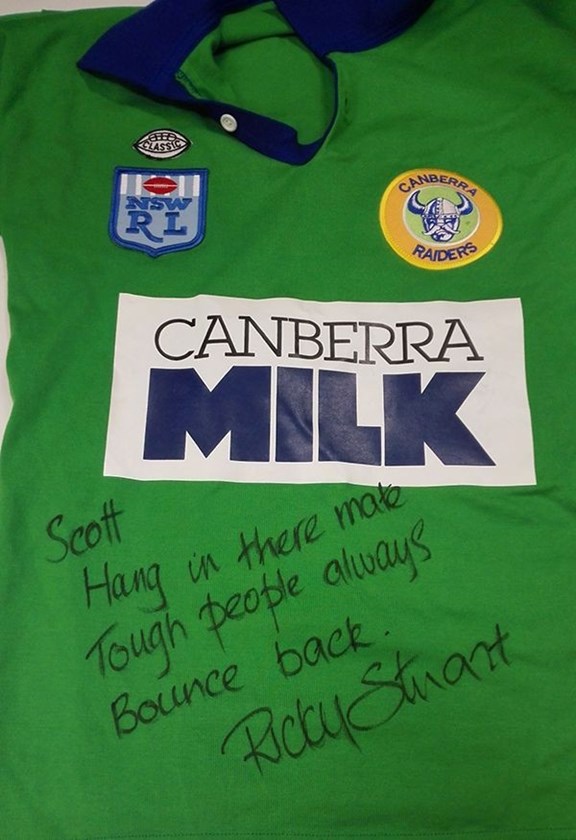 CLASSIC
NSW
RL
CANBERRA
RAIDERS
CANBERRA
MILK
Scott
Hang in there mate
Tough people always
Bounce back.
Ricky Stuart